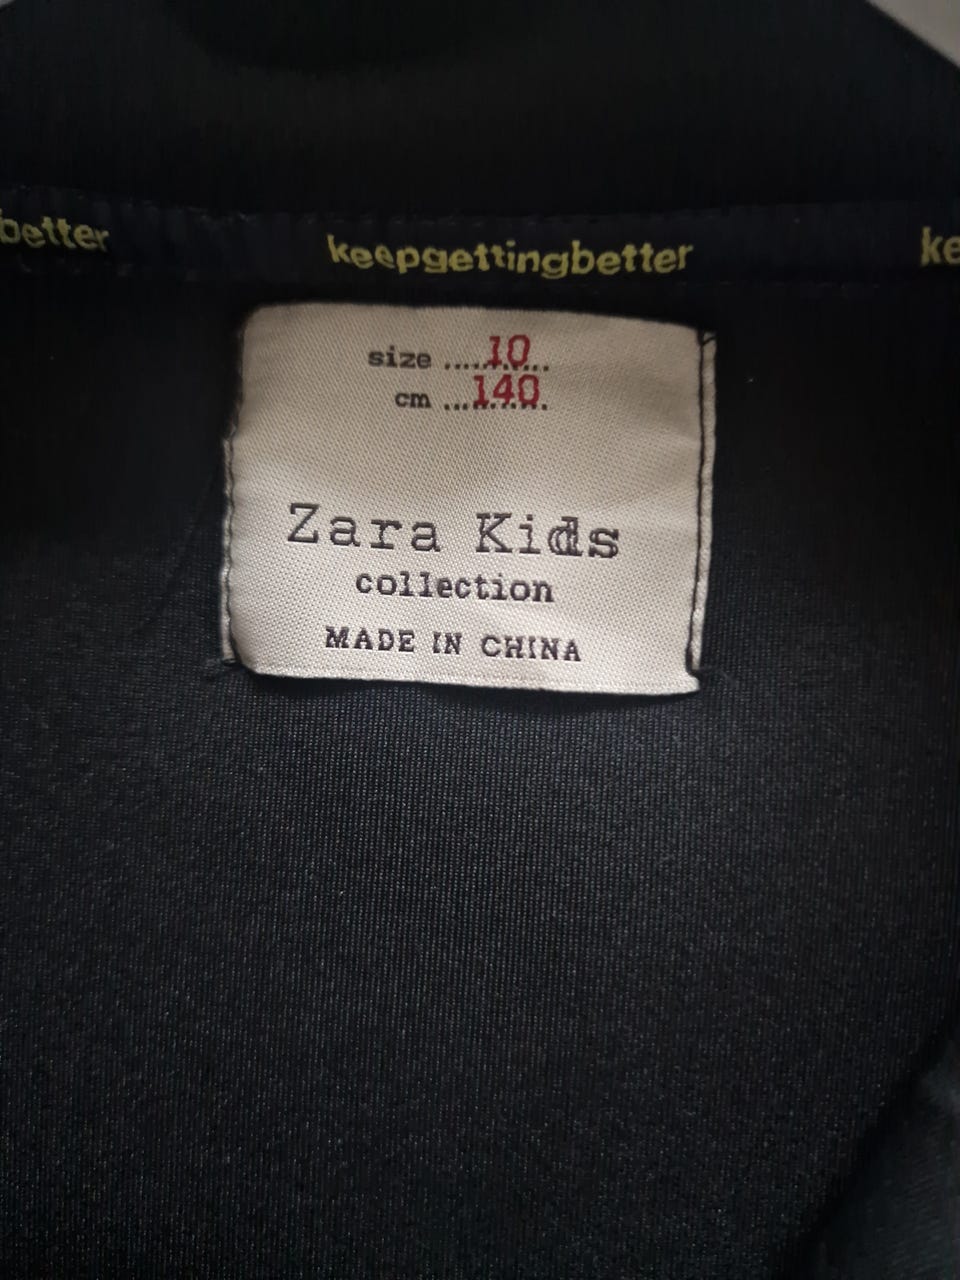 better keepgettingbetter ke
size ....10...
cm ...140.
Zara Kids
collection
MADE IN CHINA